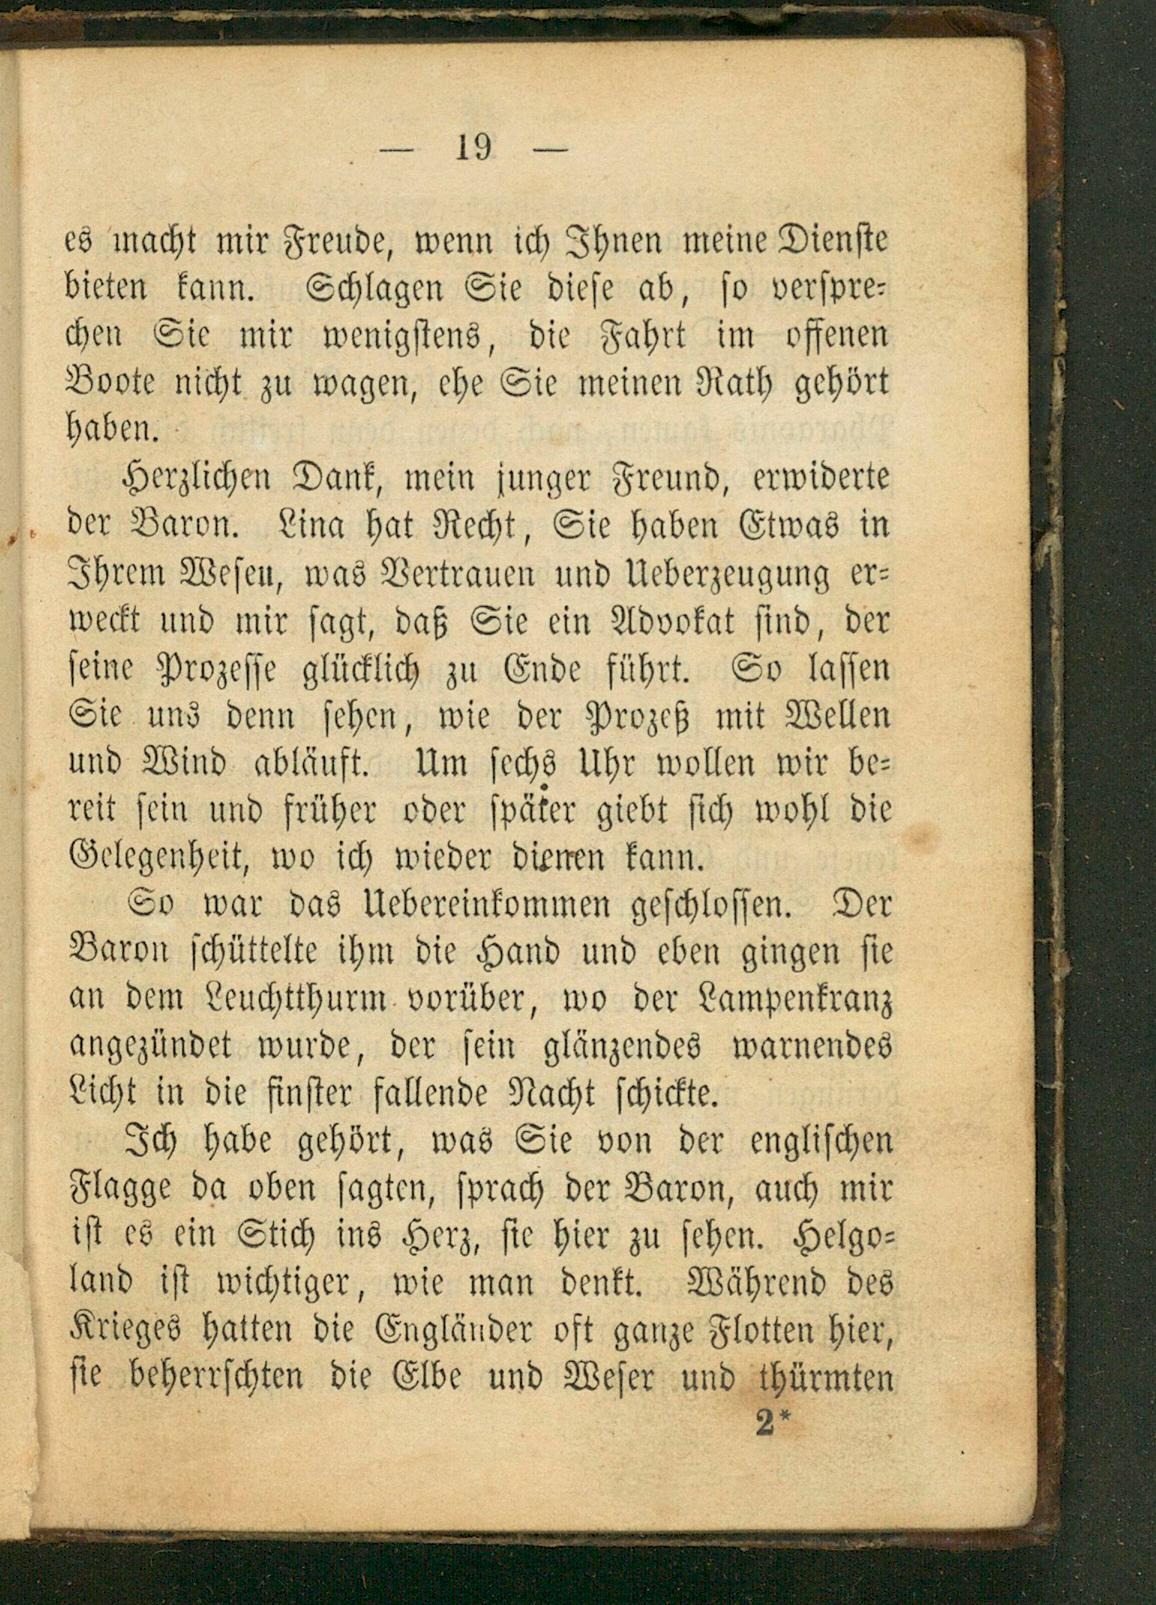 — 19 —
es macht mir Freude, wenn ich Ihnen meine Dienste
bieten kann. Schlagen Sie diese ab, so verspre-
chen Sie mir wenigstens, die Fahrt im offenen
Boote nicht zu wagen, ehe Sie meinen Rath gehört
haben.
Herzlichen Dank, mein junger Freund, erwiderte
der Baron. Lina hat Recht, Sie haben Etwas in
Ihrem Wesen, was Vertrauen und Ueberzeugung er-
weckt und mir sagt, daß Sie ein Advokat sind, der
seine Prozesse glücklich zu Ende führt. So lassen
Sie uns denn sehen, wie der Prozeß mit Wellen
und Wind abläuft. Um sechs Uhr wollen wir be-
reit sein und früher oder später giebt sich wohl die
Gelegenheit, wo ich wieder dienen kann.
So war das Uebereinkommen geschlossen. Der
Baron schüttelte ihm die Hand und eben gingen sie
an dem Leuchtthurm vorüber, wo der Lampenkranz
angezündet wurde, der sein glänzendes warnendes
Licht in die finster fallende Nacht schickte.
Ich habe gehört, was Sie von der englischen
Flagge da oben sagten, sprach der Baron, auch mir
ist es ein Stich ins Herz, sie hier zu sehen. Helgo-
land ist wichtiger, wie man denkt. Während des
Krieges hatten die Engländer oft ganze Flotten hier,
sie beherrschten die Elbe und Weser und thürmten
2*